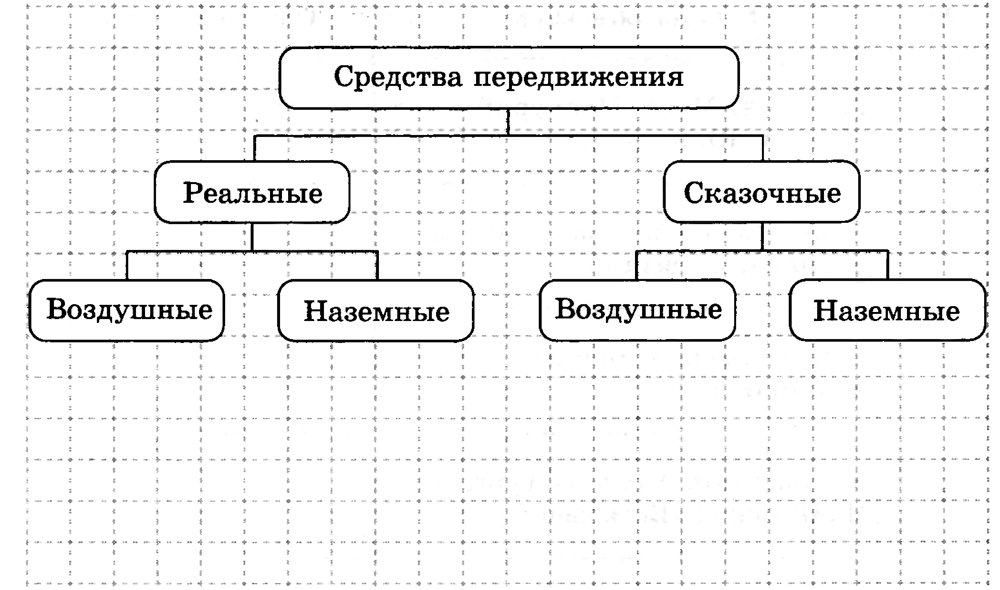 Средства передвижения
Реальные
Сказочные
Воздушные
Наземные
Воздушные
Наземные